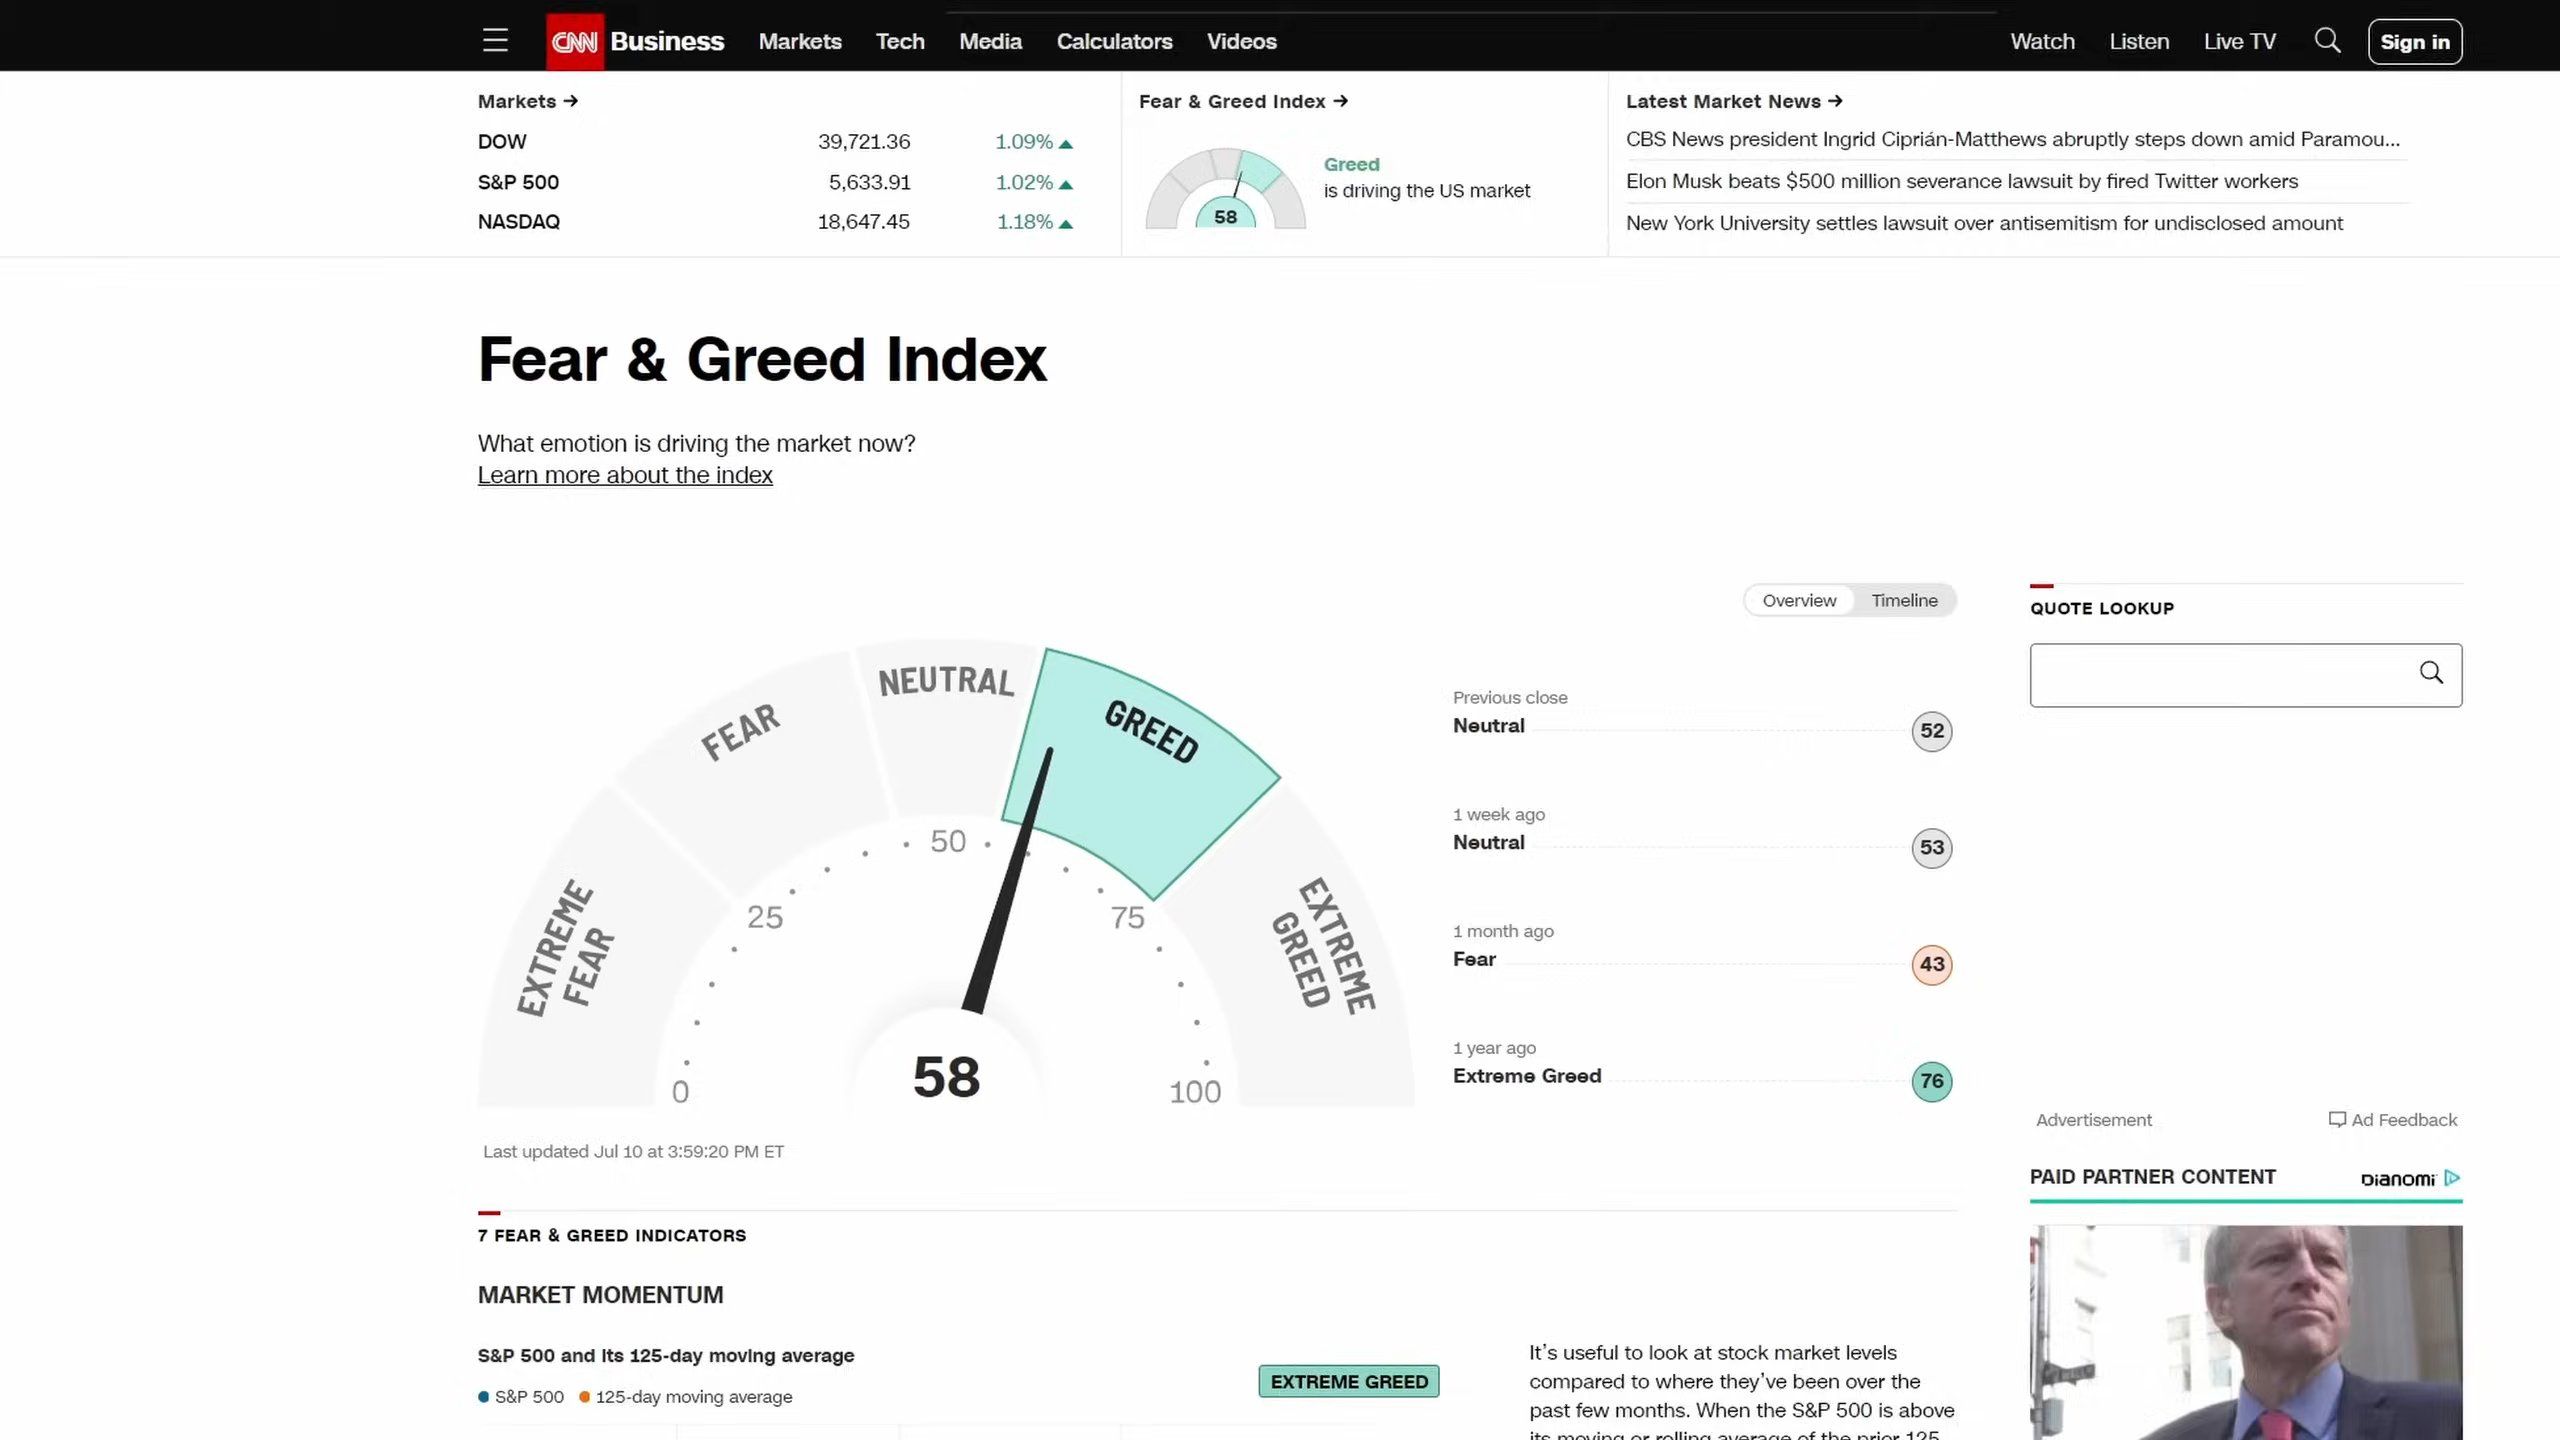 CNN Business Markets Tech Media Calculators Videos Watch Listen Live TV Sign in
Markets →
DOW 39,721.36 1.09%
S&P 500 5,633.91 1.02%
NASDAQ 18,647.45 1.18%
Fear & Greed Index →
Greed
is driving the US market
58
Latest Market News →
CBS News president Ingrid Ciprián-Matthews abruptly steps down amid Paramou...
Elon Musk beats $500 million severance lawsuit by fired Twitter workers
New York University settles lawsuit over antisemitism for undisclosed amount
Fear & Greed Index
What emotion is driving the market now?
Learn more about the index
Overview Timeline
EXTREME
FEAR
FEAR
NEUTRAL
GREED
EXTREME
GREED
0
25
50
75
100
58
Last updated Jul 10 at 3:59:20 PM ET
Previous close
Neutral 52
1 week ago
Neutral 53
1 month ago
Fear 43
1 year ago
Extreme Greed 76
QUOTE LOOKUP
Advertisement Ad Feedback
PAID PARTNER CONTENT DIANOMI
7 FEAR & GREED INDICATORS
MARKET MOMENTUM
S&P 500 and its 125-day moving average
S&P 500 125-day moving average
EXTREME GREED
It's useful to look at stock market levels
compared to where they've been over the
past few months. When the S&P 500 is above
its moving or rolling average of the prior 125